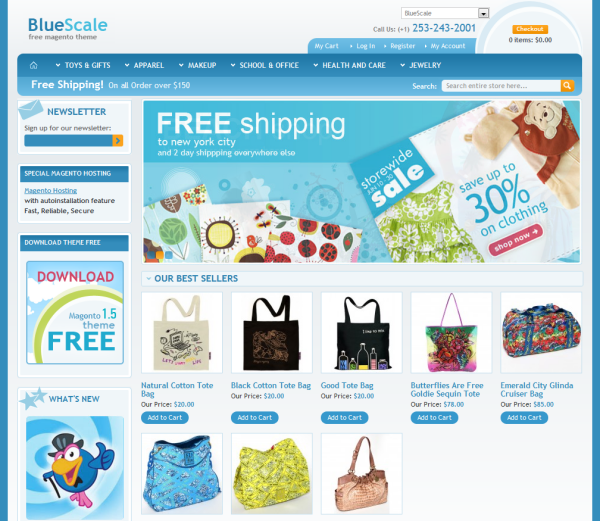 BlueScale
free magento theme
BlueScale
Call Us: (+1) 253-243-2001
Checkout
0 items: $0.00
My Cart
Log In
Register
My Account
TOYS & GIFTS
APPAREL
MAKEUP
SCHOOL & OFFICE
HEALTH AND CARE
JEWELRY
Free Shipping! On all Order over $150
Search: Search entire store here...
NEWSLETTER
Sign up for our newsletter:
SPECIAL MAGENTO HOSTING
Magento Hosting
with autoinstallation feature
Fast, Reliable, Secure
DOWNLOAD THEME FREE
DOWNLOAD
Magento 1.5
theme
FREE
WHAT'S NEW
FREE shipping
to new york city
and 2 day shippping everywhere else
storewide
sale
save up to
30%
on clothing
shop now
OUR BEST SELLERS
I bag to
Natural Cotton Tote
Bag
Our Price: $20.00
Add to Cart
Black Cotton Tote Bag
Our Price: $20.00
Add to Cart
Good Tote Bag
Our Price: $20.00
Add to Cart
Butterflies Are Free
Goldie Sequin Tote
Our Price: $78.00
Add to Cart
Emerald City Glinda
Cruiser Bag
Our Price: $85.00
Add to Cart